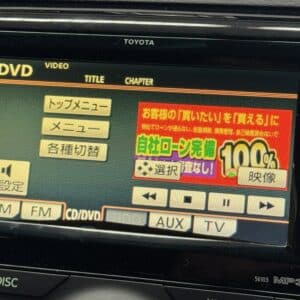 TOYOTA
DVD VIDEO
TITLE CHAPTER
トップメニュー
メニュー
各種切替
お客様の「買いたい」を「買える」に
自社ローン完備
100%
選択
映像
設定
FM CD/DVD AUX TV
DISC